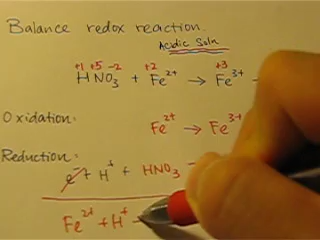 Balance redox reaction.
Acidic Soln
+1 +5 -2 +2 +3
HNO₃ + Fe²⁺ → Fe³⁺
Oxidation: Fe²⁺ → Fe³⁺
Reduction: e⁻ + H⁺ + HNO₃
Fe²⁺ + H⁺